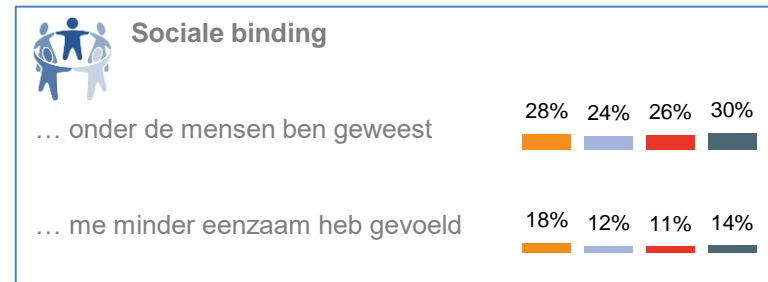 Sociale binding
… onder de mensen ben geweest 28% 24% 26% 30%
… me minder eenzaam heb gevoeld 18% 12% 11% 14%